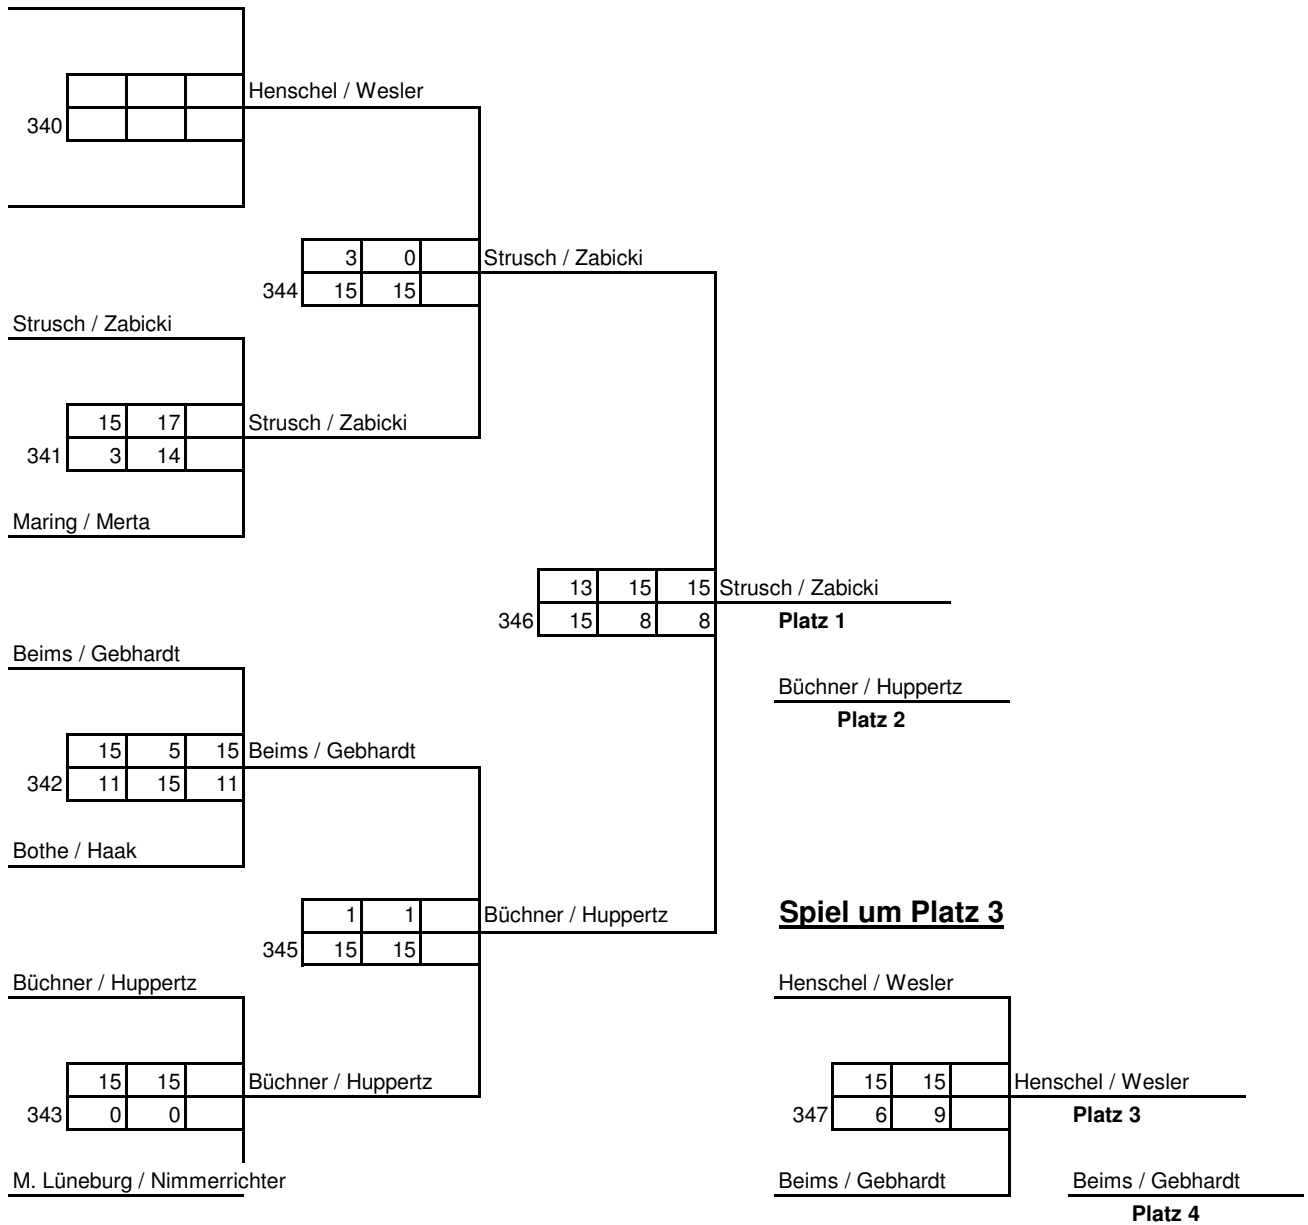 Henschel / Wesler
340
3 0 Strusch / Zabicki
344 15 15
Strusch / Zabicki
15 17 Strusch / Zabicki
341 3 14
Maring / Merta
13 15 15 Strusch / Zabicki
346 15 8 8 Platz 1
Beims / Gebhardt
Büchner / Huppertz
Platz 2
15 5 15 Beims / Gebhardt
342 11 15 11
Bothe / Haak
1 1 Büchner / Huppertz Spiel um Platz 3
345 15 15
Büchner / Huppertz Henschel / Wesler
15 15 Büchner / Huppertz 15 15 Henschel / Wesler
343 0 0 347 6 9 Platz 3
M. Lüneburg / Nimmerrichter Beims / Gebhardt Beims / Gebhardt
Platz 4